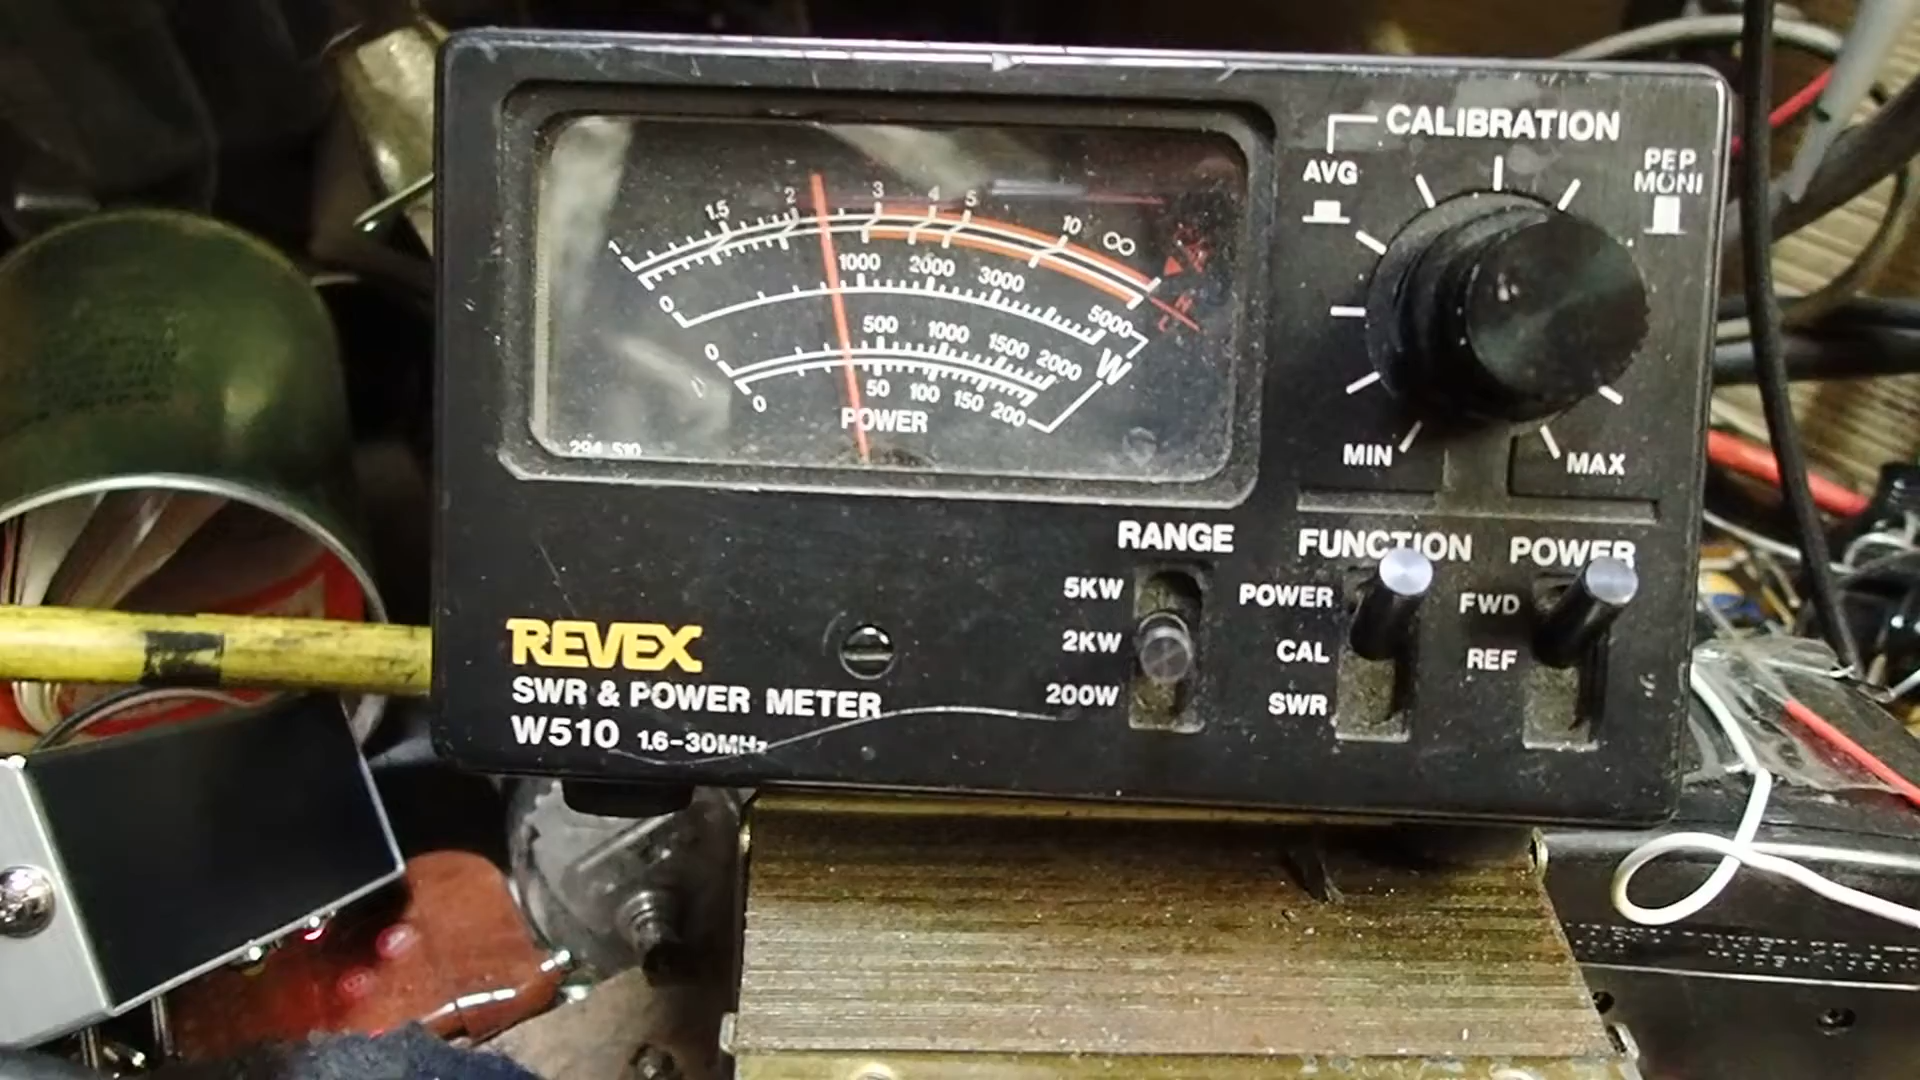 CALIBRATION
AVG
PEP
MONI
1 1.5 2 3 4 5 10 ∞
0 1000 2000 3000 5000
0 500 1000 1500 2000 W
0 50 100 150 200
POWER
MIN MAX
RANGE FUNCTION POWER
5KW POWER FWD
2KW CAL REF
200W SWR
REVEX
SWR & POWER METER
W510 1.6-30MHz